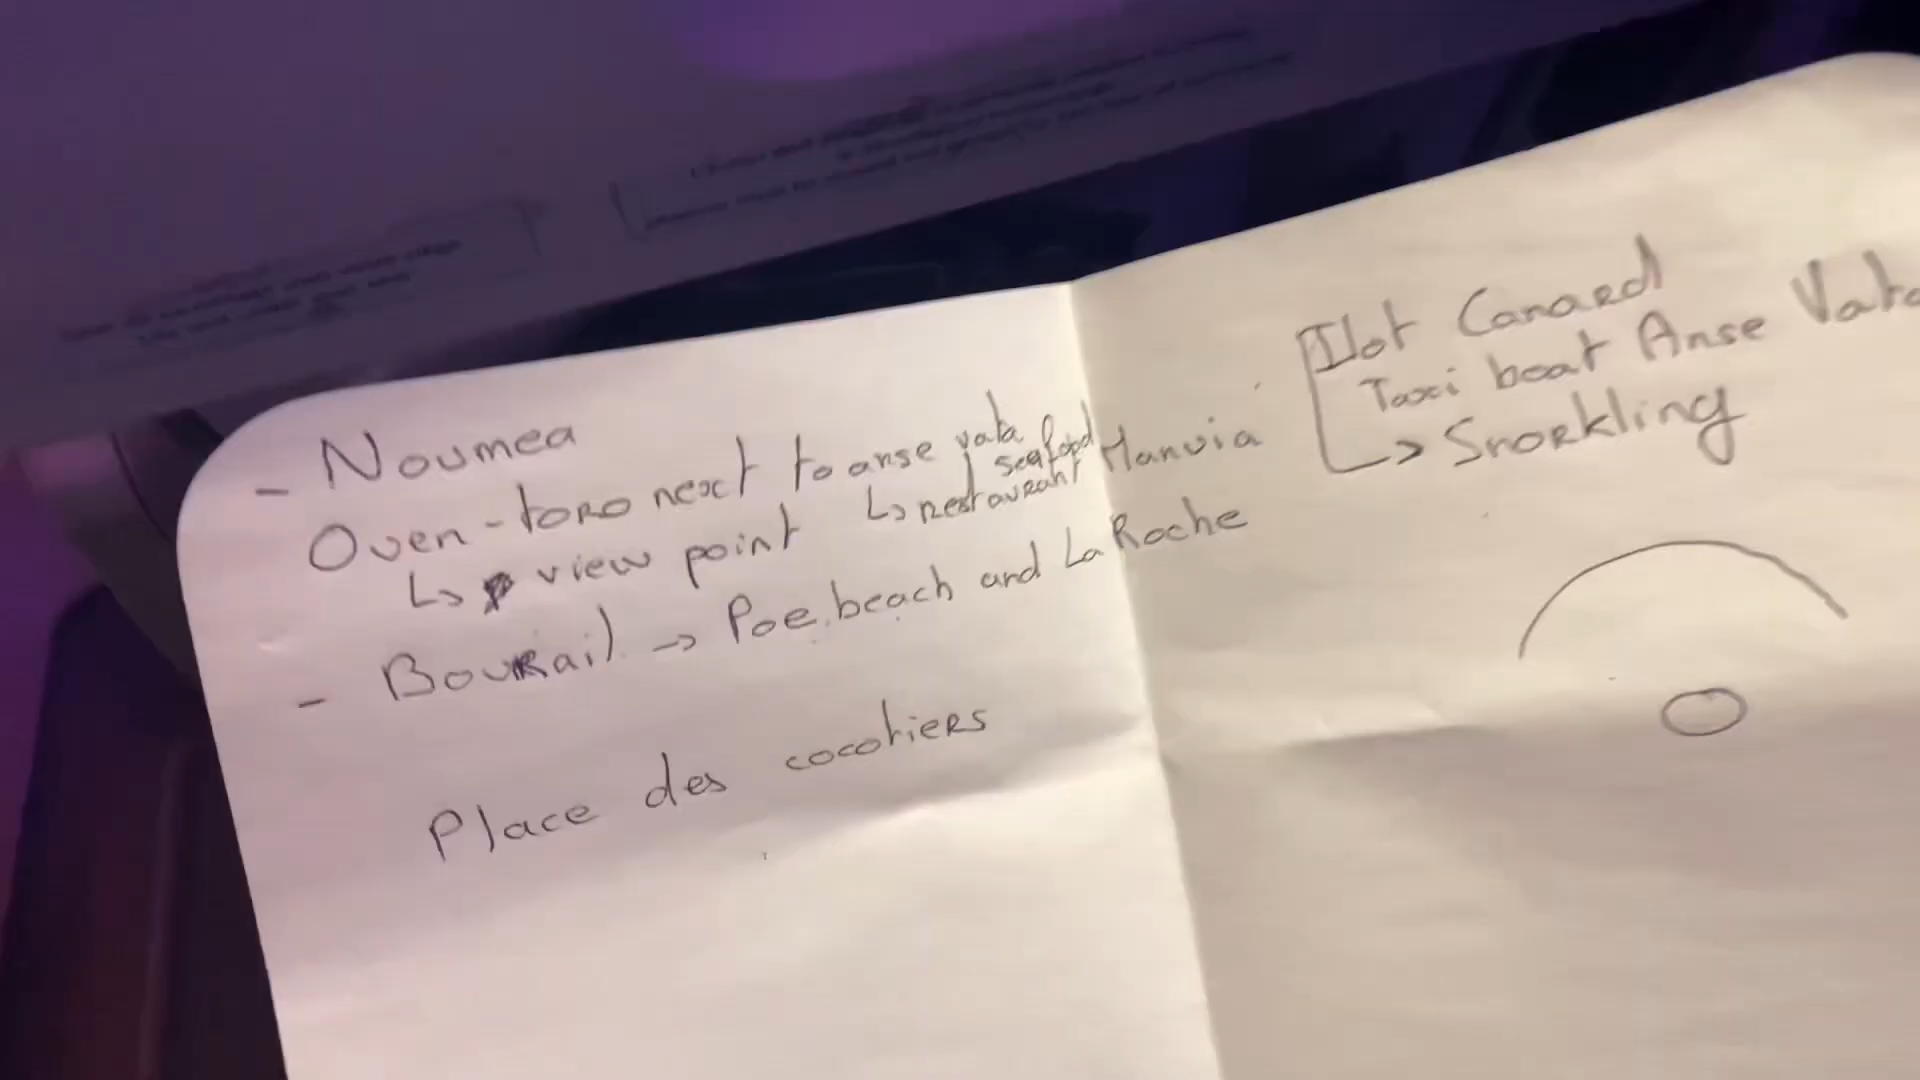 - Noumea
Ouen-toro next to anse vata
↳ view point
↳ seafood restaurant Manvia
- Bourail → Poe beach and La Roche
Place des cocotiers
Ilot Canard
Taxi boat Anse Vata
↳ Snorkling